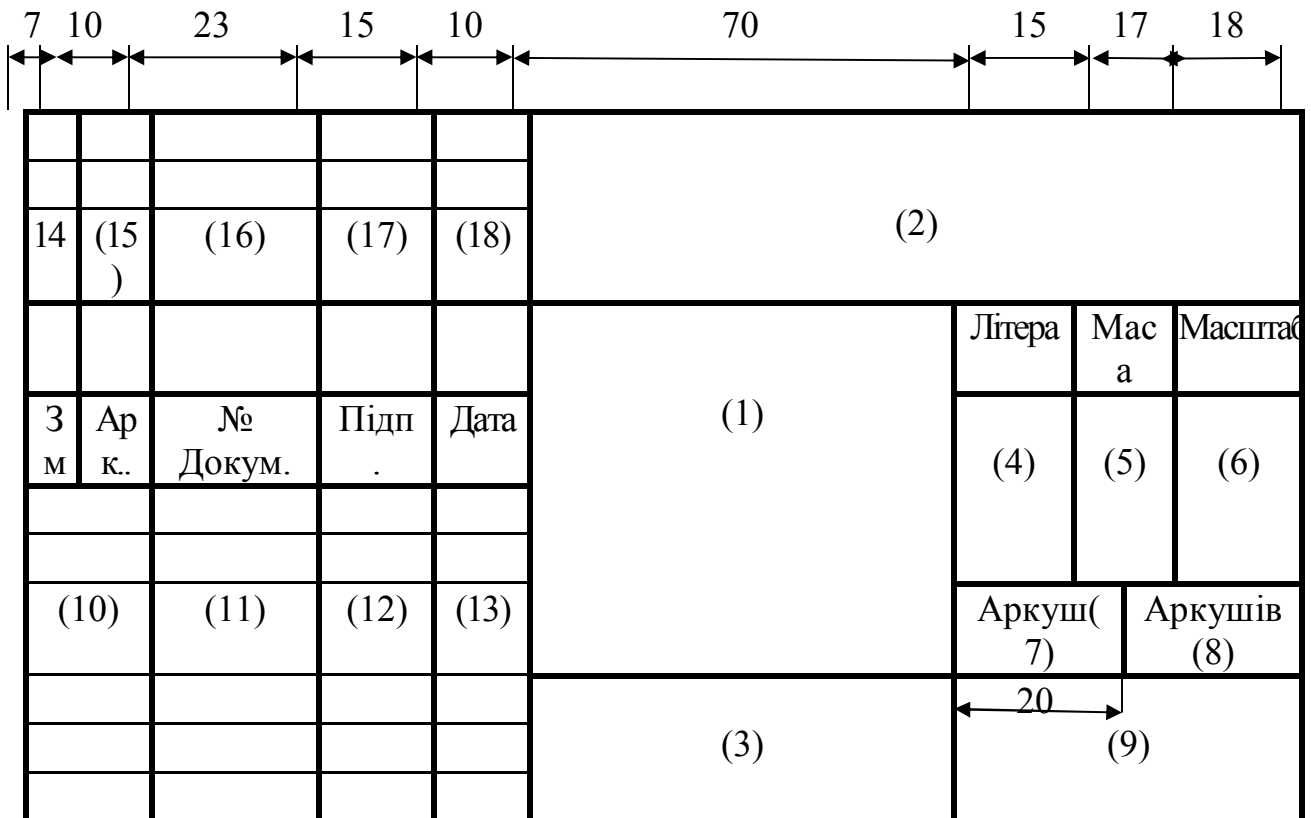 7 10 23 15 10 70 15 17 18
(2)
14 (15 (16) (17) (18)
)
Літера Мас Масштаб
а
(1)
З Ар № Підп Дата
м к.. Докум. .
(4) (5) (6)
(10) (11) (12) (13)
Аркуш( Аркушів
7) (8)
20
(3) (9)